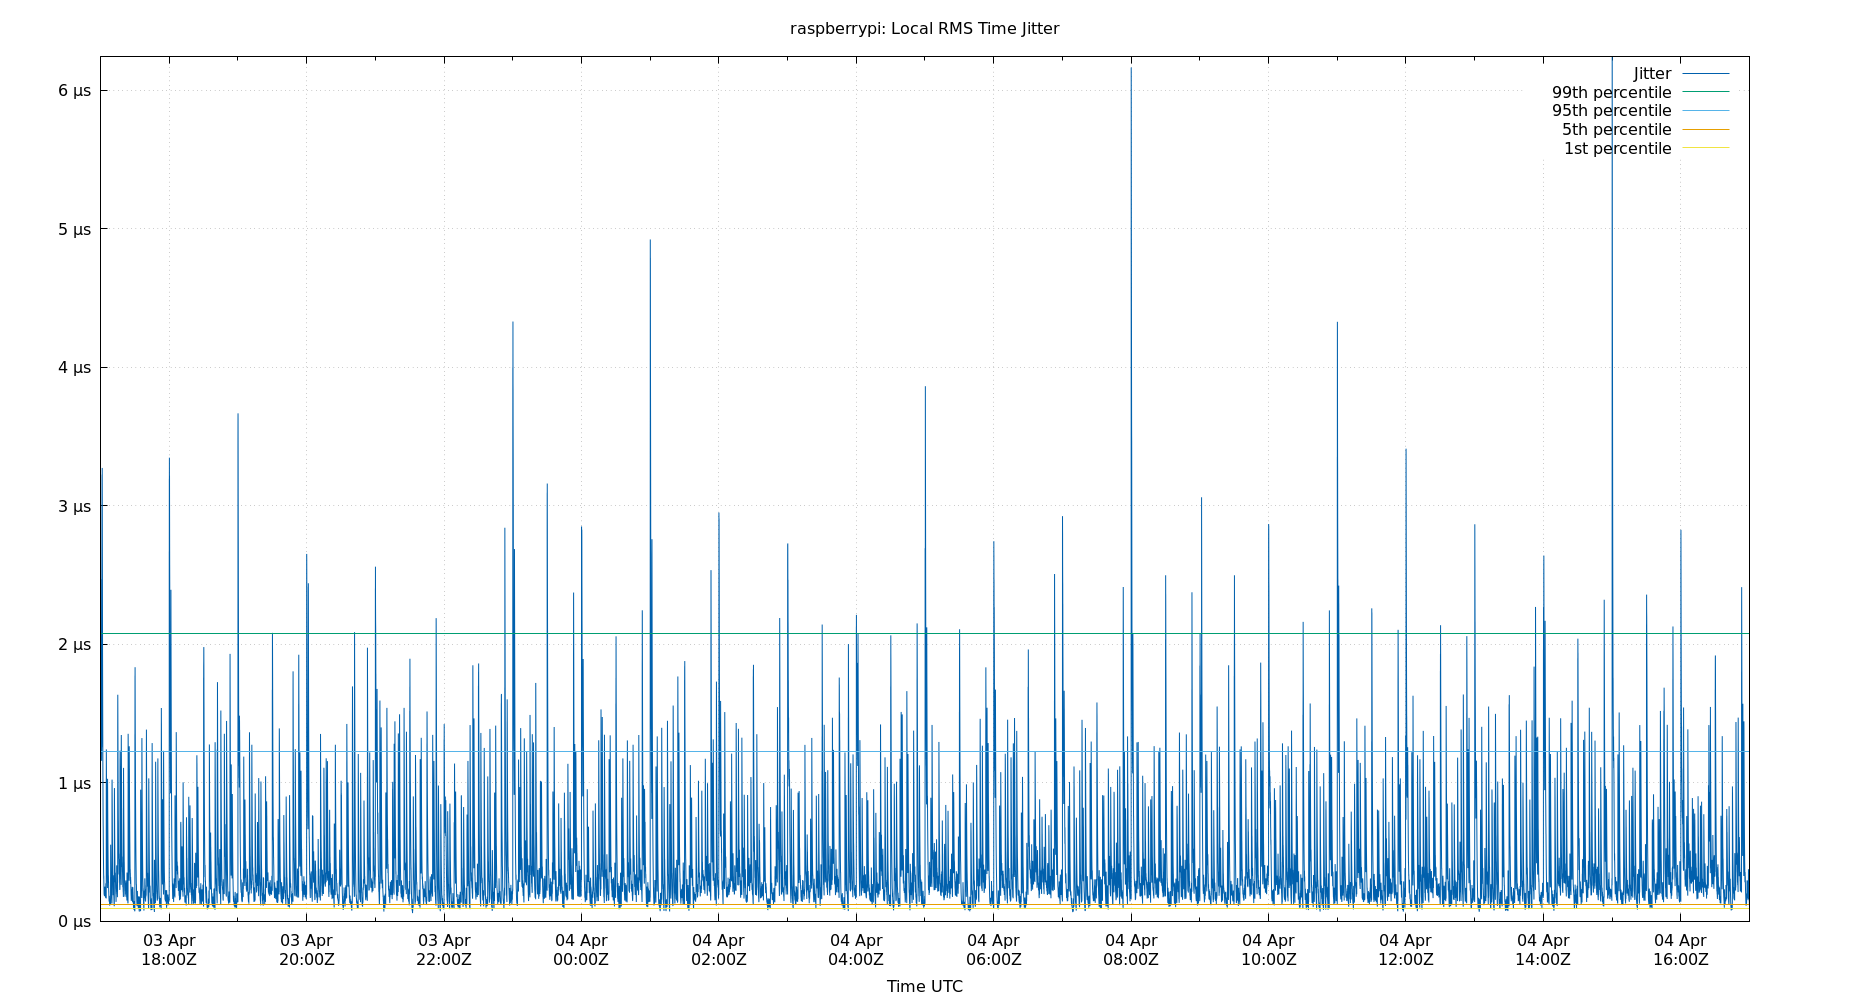 raspberrypi: Local RMS Time Jitter
Jitter
99th percentile
95th percentile
5th percentile
1st percentile
6 µs
5 µs
4 µs
3 µs
2 µs
1 µs
0 µs
03 Apr 03 Apr 03 Apr 04 Apr 04 Apr 04 Apr 04 Apr 04 Apr 04 Apr 04 Apr 04 Apr 04 Apr
18:00Z 20:00Z 22:00Z 00:00Z 02:00Z 04:00Z 06:00Z 08:00Z 10:00Z 12:00Z 14:00Z 16:00Z
Time UTC